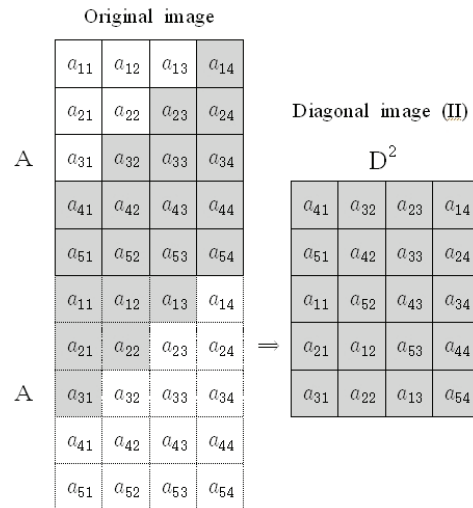 Original image
a11 a12 a13 a14
a21 a22 a23 a24
Diagonal image (II)
A
a31 a32 a33 a34
D²
a41 a42 a43 a44
a51 a52 a53 a54
a11 a12 a13 a14
a21 a22 a23 a24
⇒
A
a31 a32 a33 a34
a41 a42 a43 a44
a51 a52 a53 a54
a41 a32 a23 a14
a51 a42 a33 a24
a11 a52 a43 a34
a21 a12 a53 a44
a31 a22 a13 a54